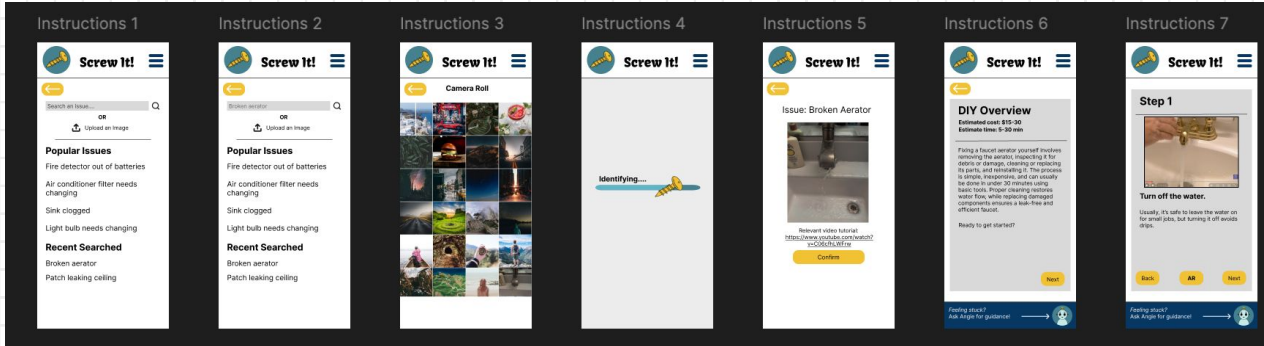 Instructions 1
Screw It!
Search an Issue....
OR
Upload an Image
Popular Issues
Fire detector out of batteries
Air conditioner filter needs
changing
Sink clogged
Light bulb needs changing
Recent Searched
Broken aerator
Patch leaking ceiling
Instructions 2
Screw It!
Broken aerator
OR
Upload an Image
Popular Issues
Fire detector out of batteries
Air conditioner filter needs
changing
Sink clogged
Light bulb needs changing
Recent Searched
Broken aerator
Patch leaking ceiling
Instructions 3
Screw It!
Camera Roll
Instructions 4
Screw It!
Identifying....
Instructions 5
Screw It!
Issue: Broken Aerator
Relevant video tutorial:
https://www.youtube.com/watch?
Confirm
Instructions 6
Screw It!
DIY Overview
Estimated cost: $15-30
Estimate time: 5-30 min
Fixing a faucet aerator yourself involves
removing the aerator, inspecting it for
debris or damage, cleaning or replacing
its parts, and reinstalling it. The process
is simple, inexpensive, and can usually
be done in under 30 minutes using
basic tools. Proper cleaning restores
water flow, while replacing damaged
components ensures a leak-free and
efficient faucet.
Ready to get started?
Next
Feeling stuck?
Ask Angie for guidance!
Instructions 7
Screw It!
Step 1
Turn off the water.
Usually, it's safe to leave the water on
for small jobs, but turning it off avoids
drips.
Back
AR
Next
Feeling stuck?
Ask Angie for guidance!